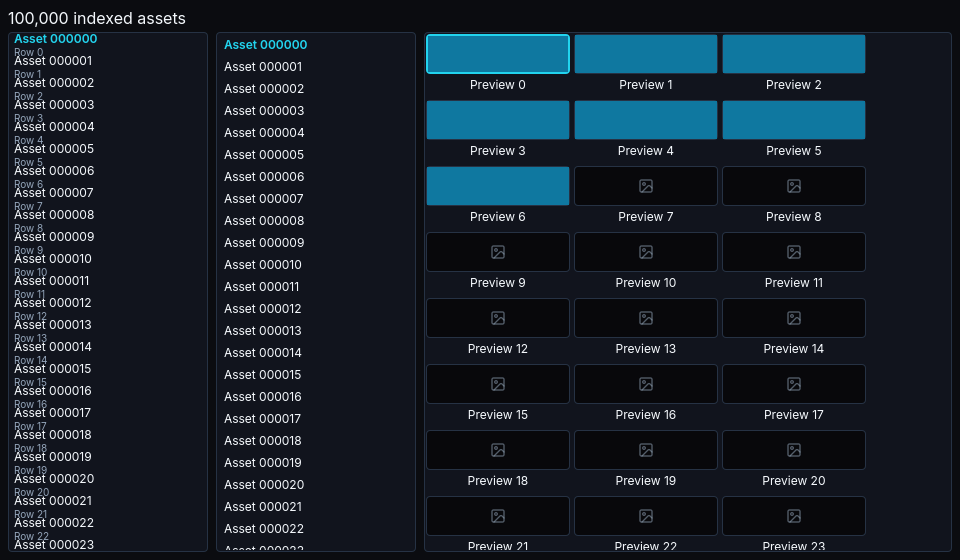 100,000 indexed assets
Asset 000000
Row 0
Asset 000001
Row 1
Asset 000002
Row 2
Asset 000003
Row 3
Asset 000004
Row 4
Asset 000005
Row 5
Asset 000006
Row 6
Asset 000007
Row 7
Asset 000008
Row 8
Asset 000009
Row 9
Asset 000010
Row 10
Asset 000011
Row 11
Asset 000012
Row 12
Asset 000013
Row 13
Asset 000014
Row 14
Asset 000015
Row 15
Asset 000016
Row 16
Asset 000017
Row 17
Asset 000018
Row 18
Asset 000019
Row 19
Asset 000020
Row 20
Asset 000021
Row 21
Asset 000022
Row 22
Asset 000023
Asset 000000
Asset 000001
Asset 000002
Asset 000003
Asset 000004
Asset 000005
Asset 000006
Asset 000007
Asset 000008
Asset 000009
Asset 000010
Asset 000011
Asset 000012
Asset 000013
Asset 000014
Asset 000015
Asset 000016
Asset 000017
Asset 000018
Asset 000019
Asset 000020
Asset 000021
Asset 000022
Asset 000023
Preview 0 Preview 1 Preview 2
Preview 3 Preview 4 Preview 5
Preview 6 Preview 7 Preview 8
Preview 9 Preview 10 Preview 11
Preview 12 Preview 13 Preview 14
Preview 15 Preview 16 Preview 17
Preview 18 Preview 19 Preview 20
Preview 21 Preview 22 Preview 23